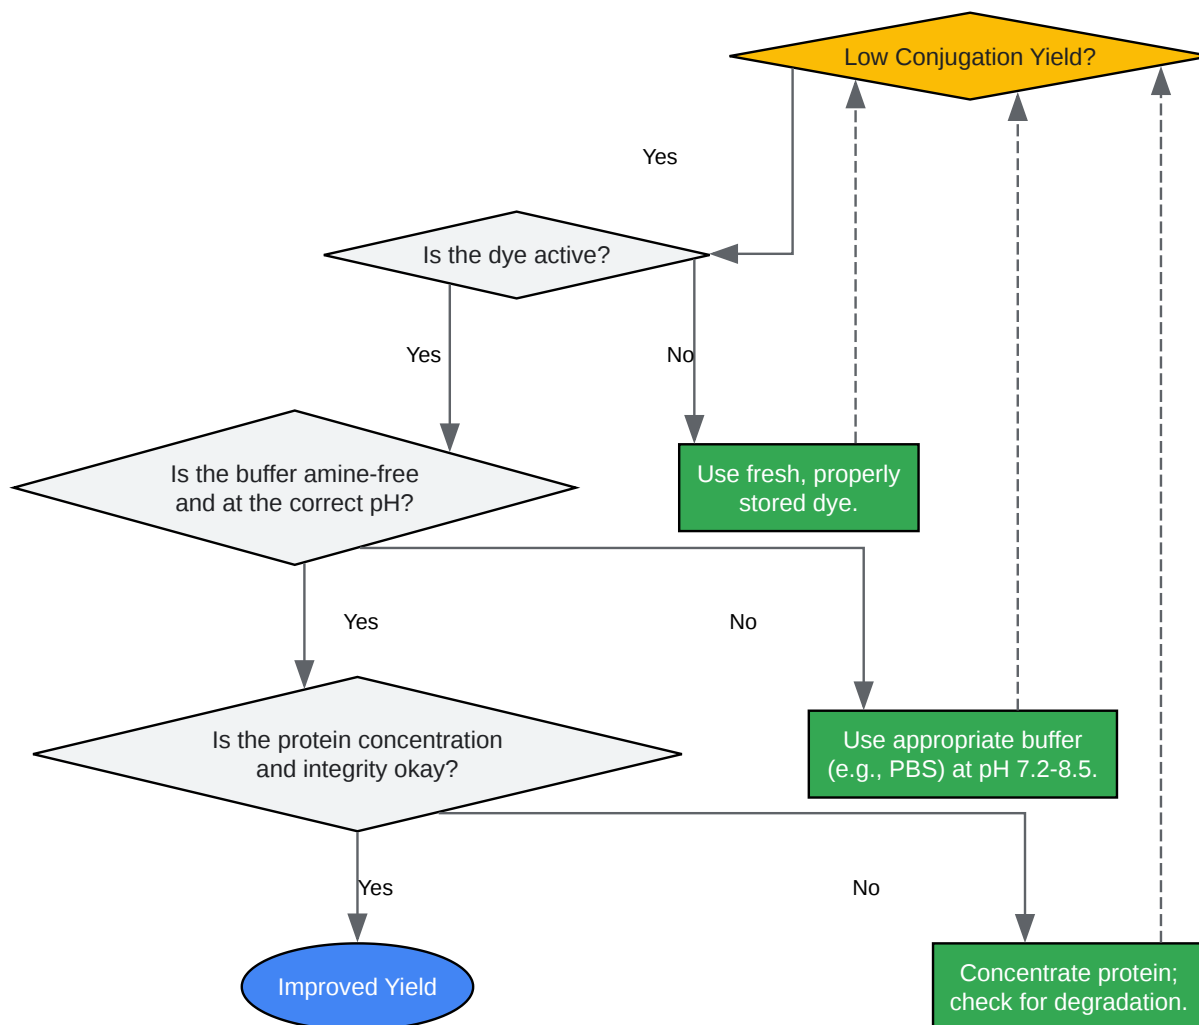 Low Conjugation Yield?
Yes
Is the dye active?
Yes
No
Is the buffer amine-free
and at the correct pH?
Use fresh, properly
stored dye.
Yes
No
Is the protein concentration
and integrity okay?
Use appropriate buffer
(e.g., PBS) at pH 7.2-8.5.
Yes
No
Improved Yield
Concentrate protein;
check for degradation.